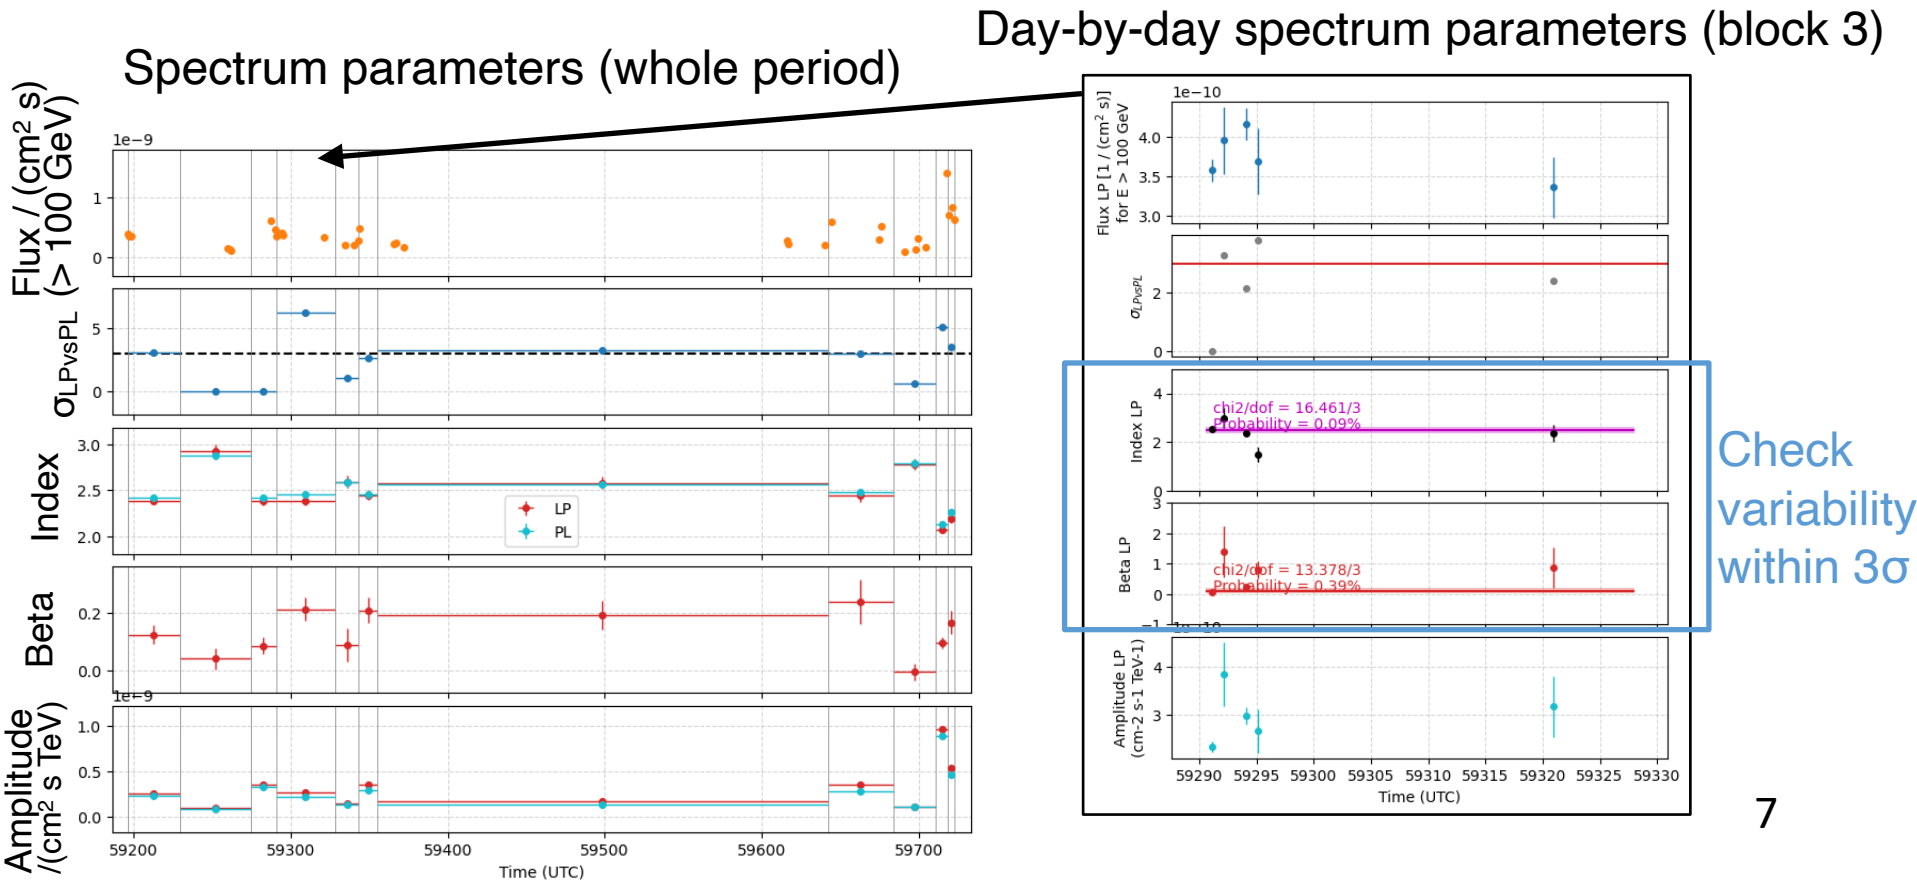 Day-by-day spectrum parameters (block 3)
Spectrum parameters (whole period)
Flux / (cm² s)
(> 100 GeV)
1e−9
1
0
σLPvsPL
5
0
Index
3.0
2.5
2.0
LP
PL
Beta
0.2
0.0
Amplitude
/(cm² s TeV)
1e−9
1.0
0.5
0.0
59200 59300 59400 59500 59600 59700
Time (UTC)
1e−10
Flux LP [1 / (cm² s)]
for E > 100 GeV
4.0
3.5
3.0
σLPvsPL
2
0
Index LP
4
2
0
chi2/dof = 16.461/3
Probability = 0.09%
Beta LP
3
2
1
0
−1
chi2/dof = 13.378/3
Probability = 0.39%
1e−10
Amplitude LP
(cm-2 s-1 TeV-1)
4
3
59290 59295 59300 59305 59310 59315 59320 59325 59330
Time (UTC)
Check
variability
within 3σ
7